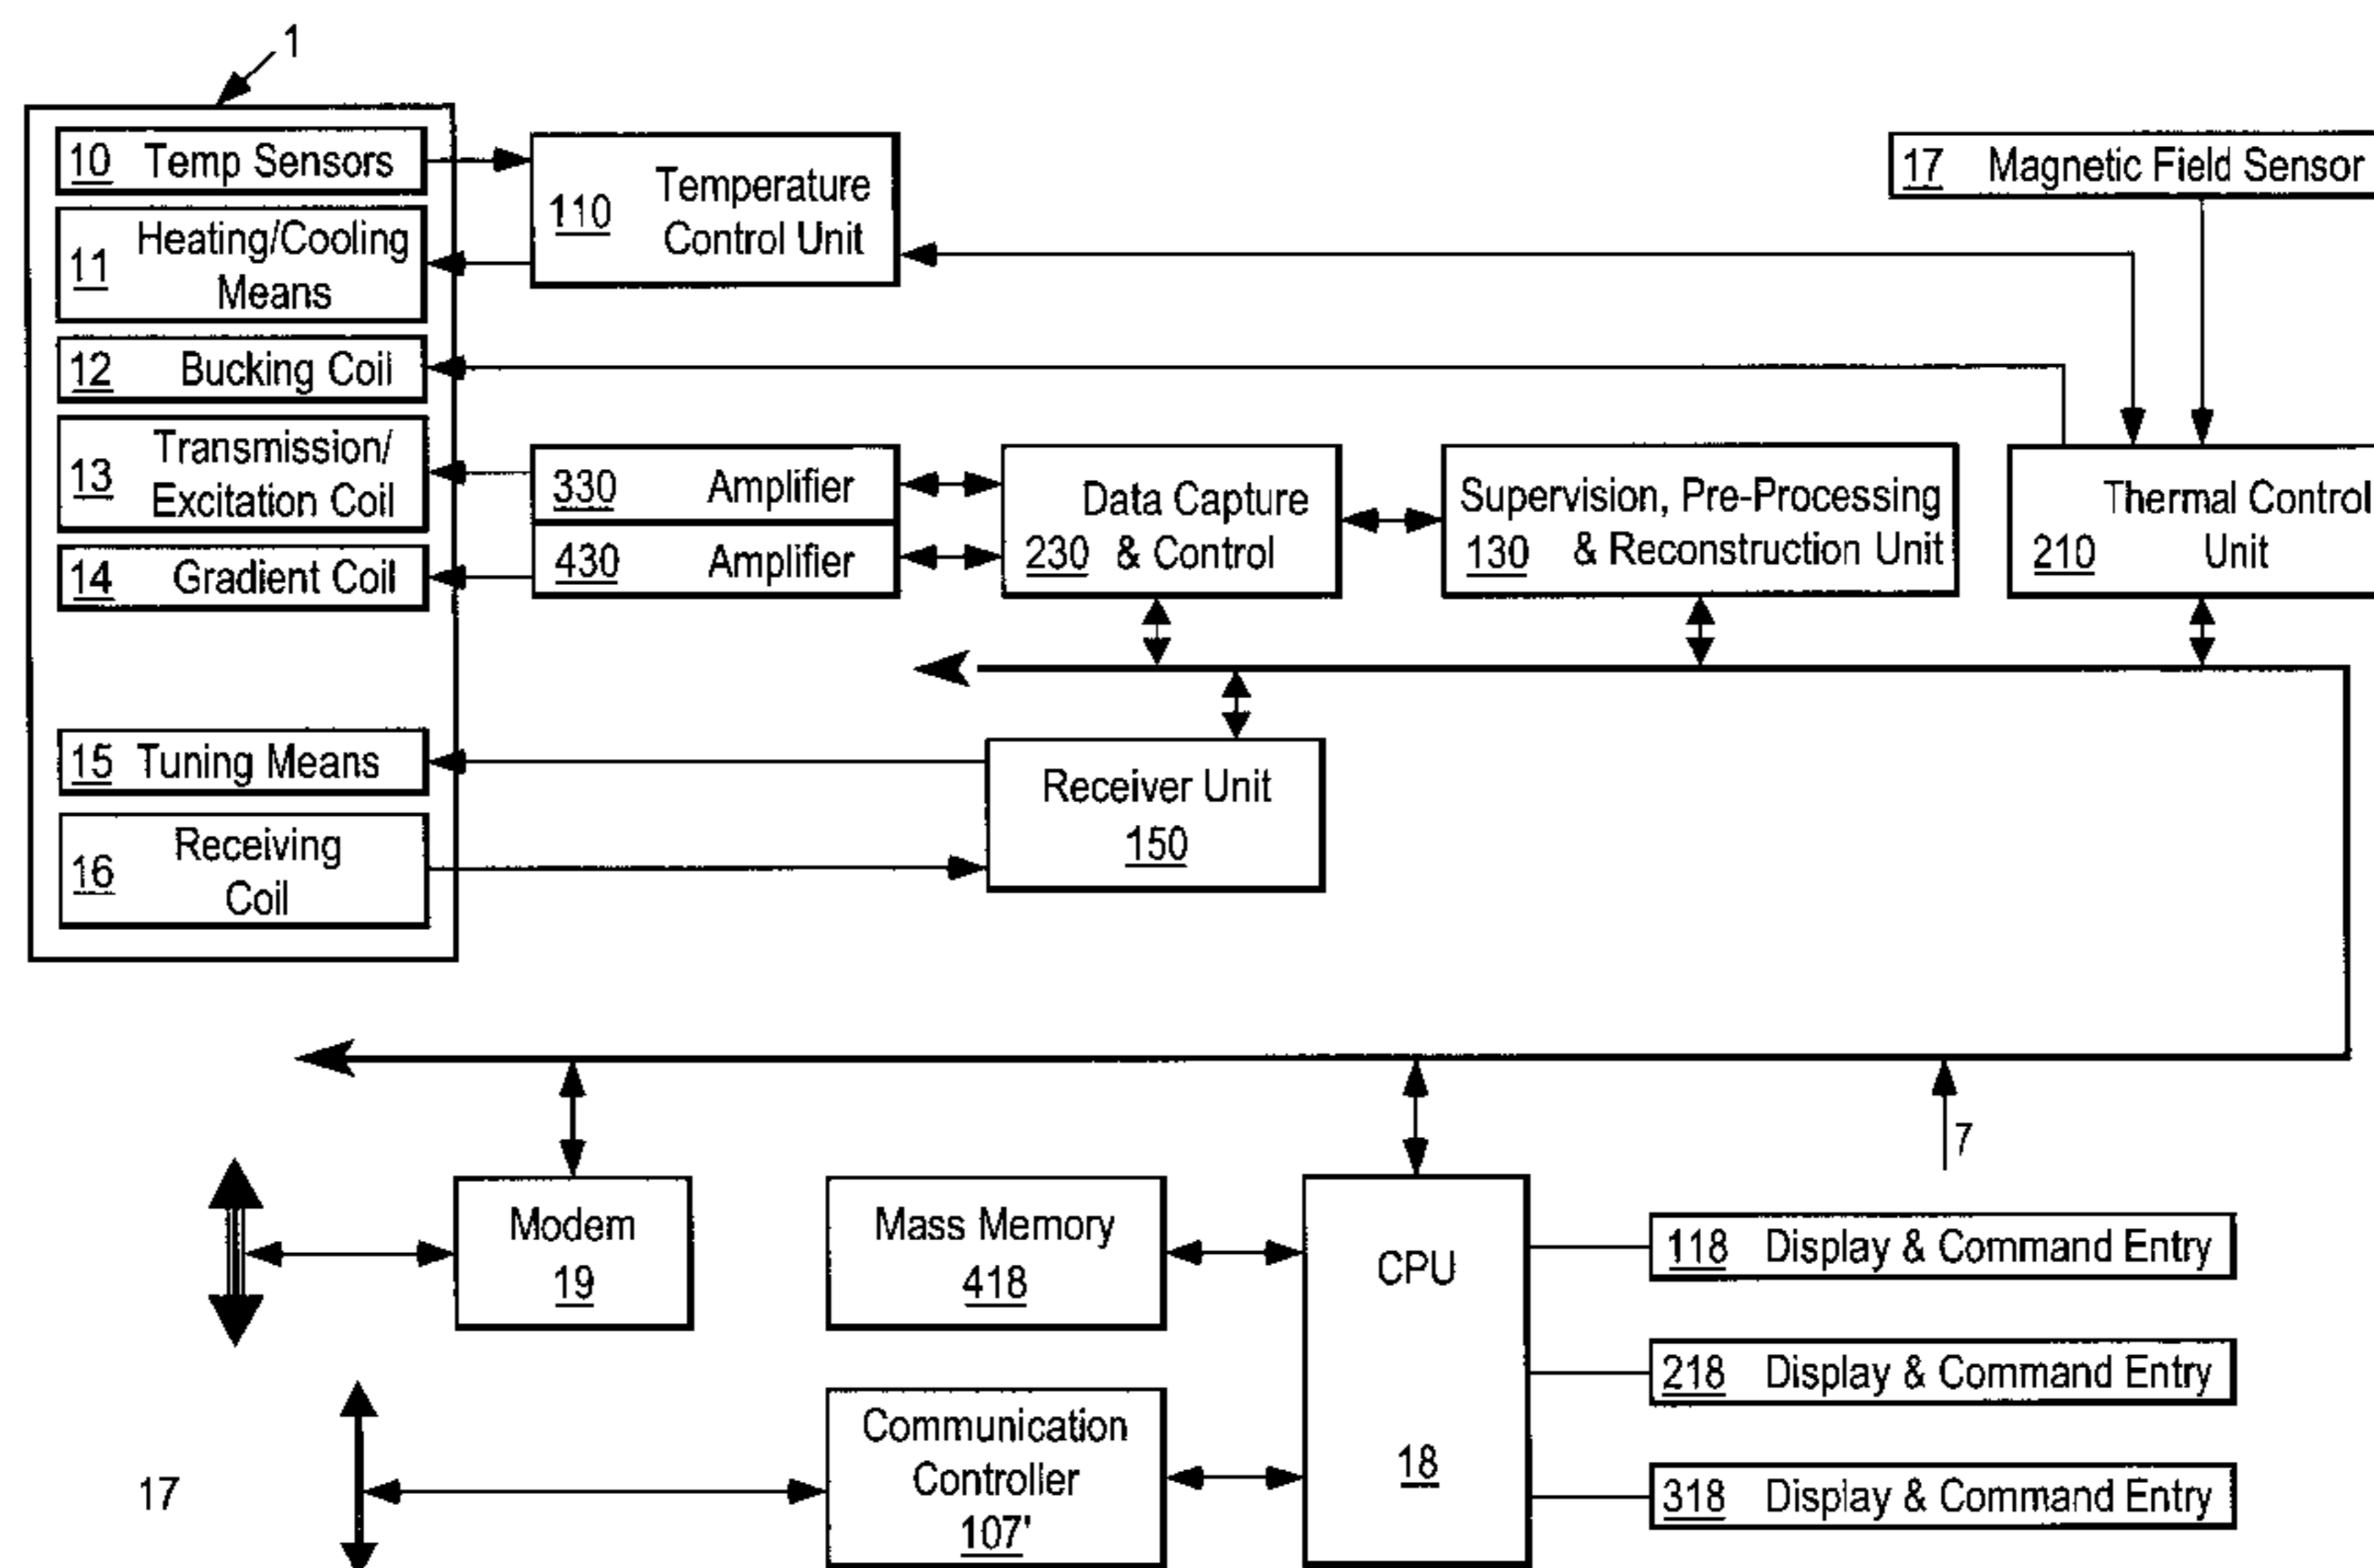 1
10 Temp Sensors
11 Heating/Cooling
Means
12 Bucking Coil
13 Transmission/
Excitation Coil
14 Gradient Coil
15 Tuning Means
16 Receiving
Coil
110 Temperature
Control Unit
17 Magnetic Field Sensor
330 Amplifier
430 Amplifier
Data Capture
230 & Control
Supervision, Pre-Processing
130 & Reconstruction Unit
Thermal Control
210 Unit
Receiver Unit
150
7
Modem
19
Mass Memory
418
CPU
18
118 Display & Command Entry
218 Display & Command Entry
318 Display & Command Entry
Communication
Controller
107'
17